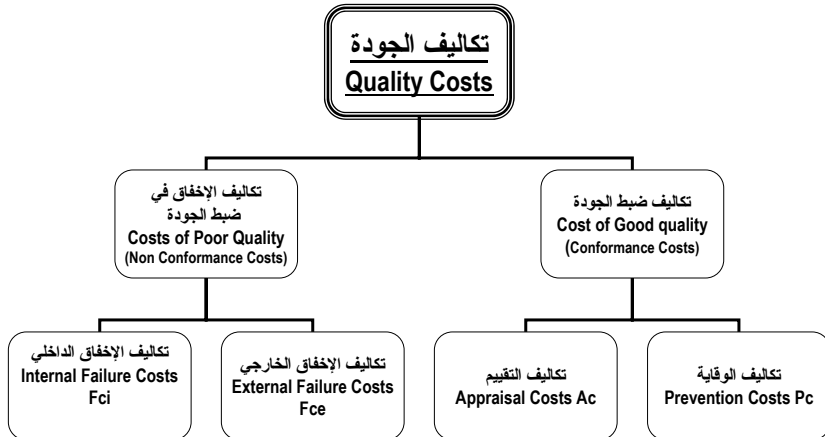 تكاليف الجودة
Quality Costs
تكاليف الإخفاق في
ضبط الجودة
Costs of Poor Quality
(Non Conformance Costs)
تكاليف ضبط الجودة
Cost of Good quality
(Conformance Costs)
تكاليف الإخفاق الداخلي
Internal Failure Costs
Fci
تكاليف الإخفاق الخارجي
External Failure Costs
Fce
تكاليف التقييم
Appraisal Costs Ac
تكاليف الوقاية
Prevention Costs Pc